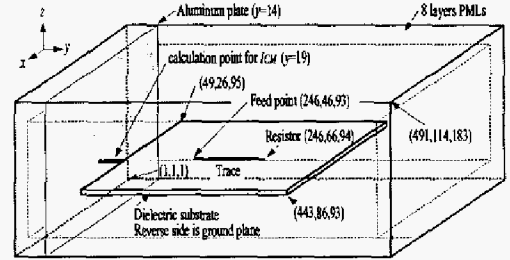 Aluminum plate (y=14)
8 layers PMLs
z
y
x
calculation point for ICM (y=19)
(49,26,95)
Feed point (246,46,93)
Resistor (246,66,94)
(491,114,183)
(1,1,1)
Trace
(443,86,93)
Dielectric substrate
Reverse side is ground plane